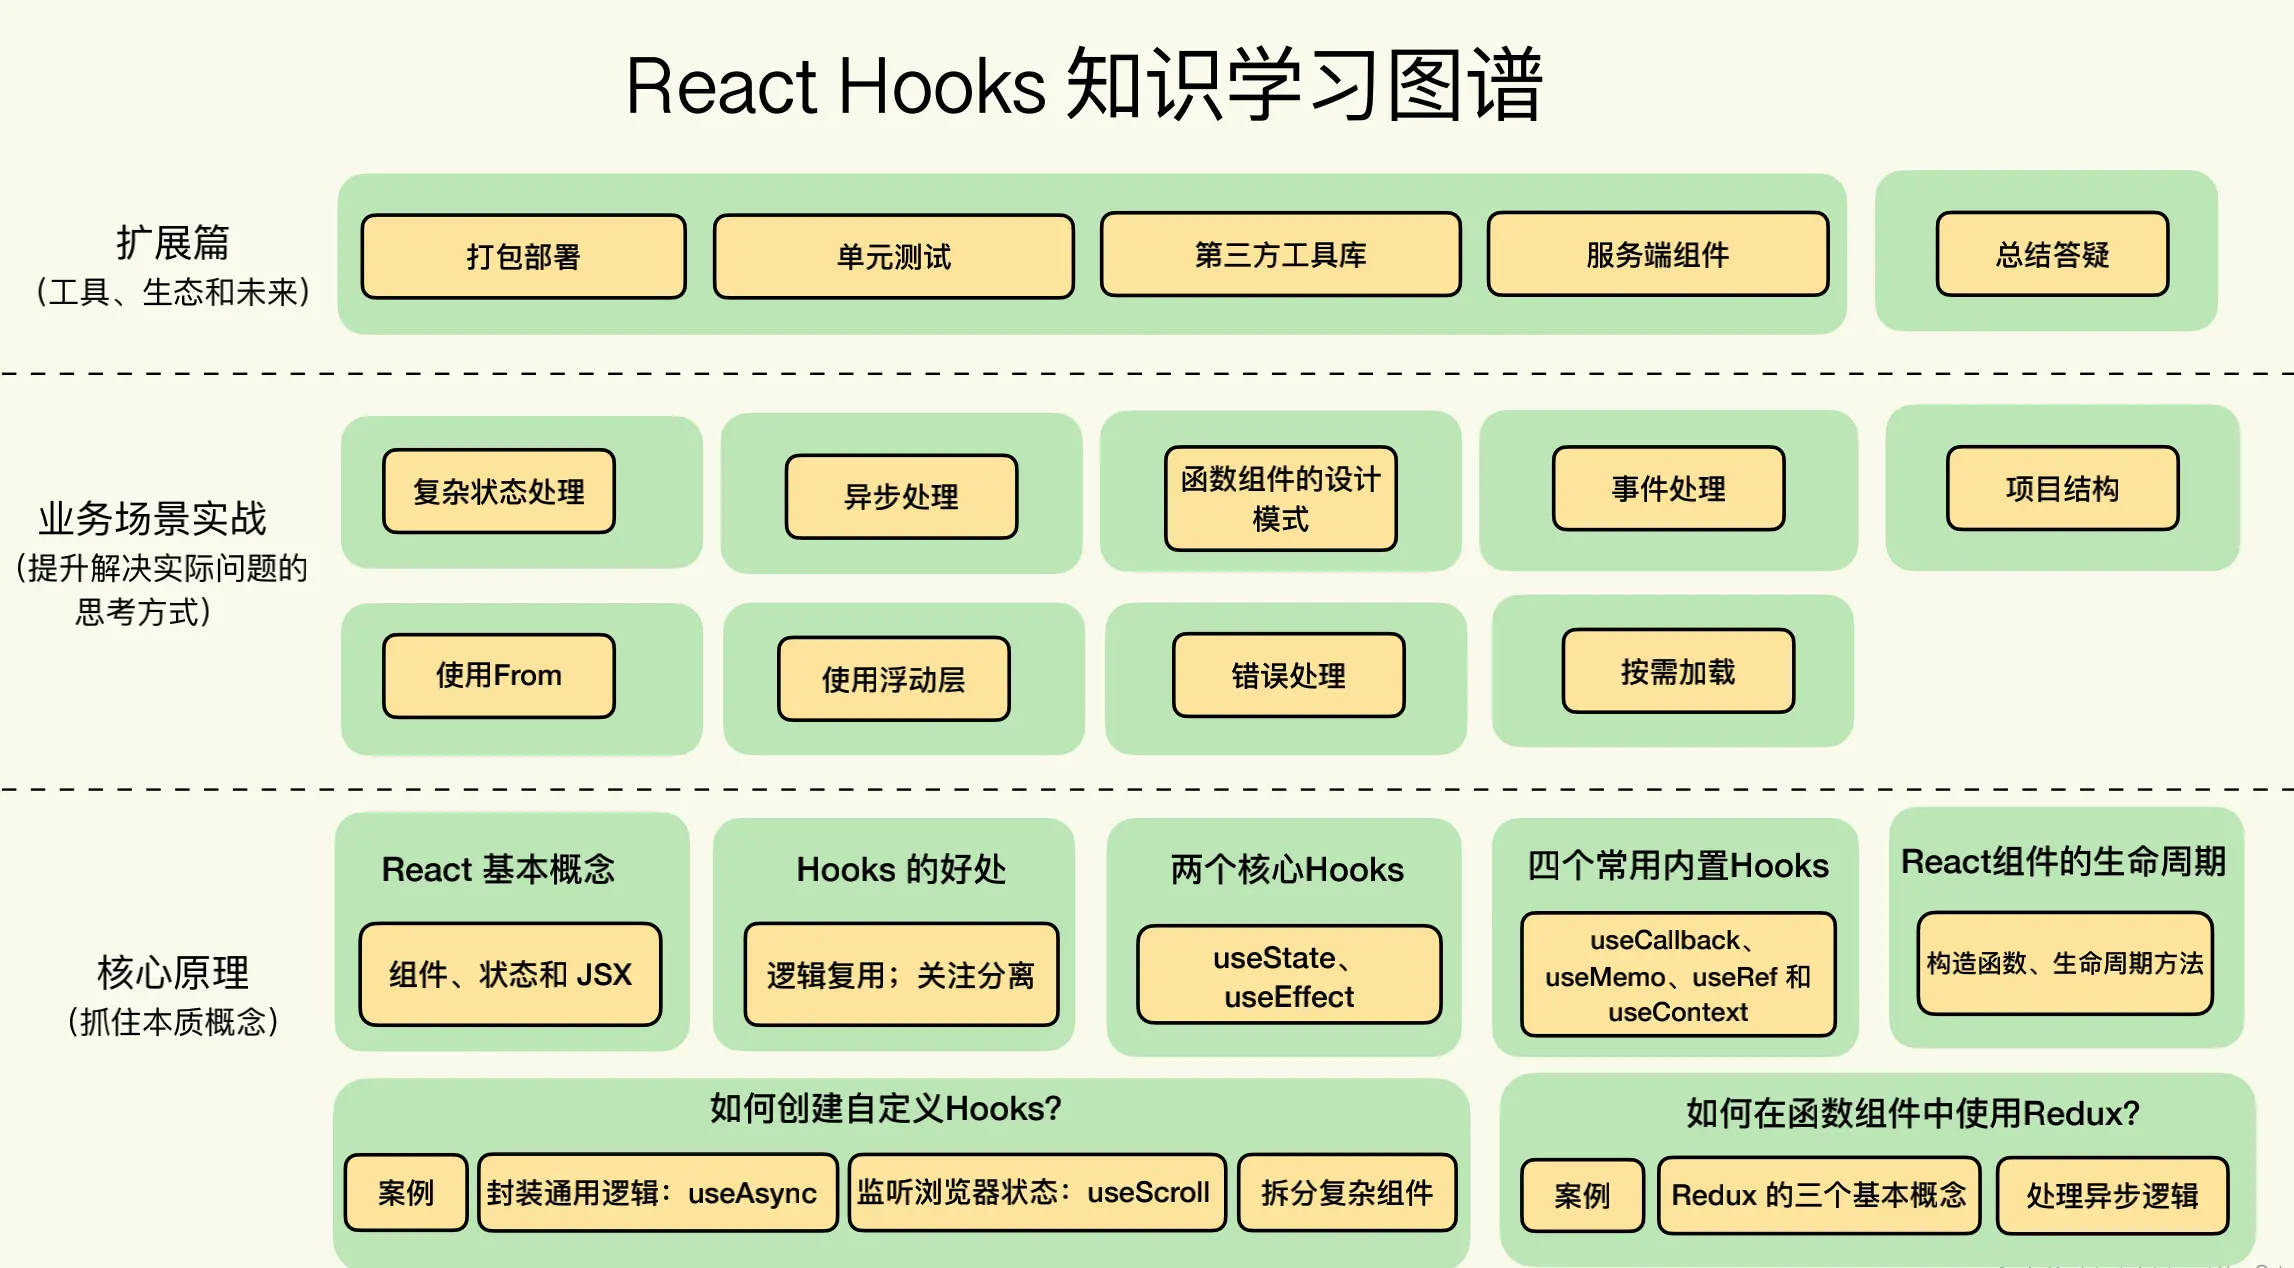 React Hooks 知识学习图谱
扩展篇
（工具、生态和未来）
打包部署
单元测试
第三方工具库
服务端组件
总结答疑
业务场景实战
（提升解决实际问题的
思考方式）
复杂状态处理
异步处理
函数组件的设计
模式
事件处理
项目结构
使用From
使用浮动层
错误处理
按需加载
核心原理
（抓住本质概念）
React 基本概念
组件、状态和 JSX
Hooks 的好处
逻辑复用；关注分离
两个核心Hooks
useState、
useEffect
四个常用内置Hooks
useCallback、
useMemo、useRef 和
useContext
React组件的生命周期
构造函数、生命周期方法
如何创建自定义Hooks？
案例
封装通用逻辑：useAsync
监听浏览器状态：useScroll
拆分复杂组件
如何在函数组件中使用Redux？
案例
Redux 的三个基本概念
处理异步逻辑